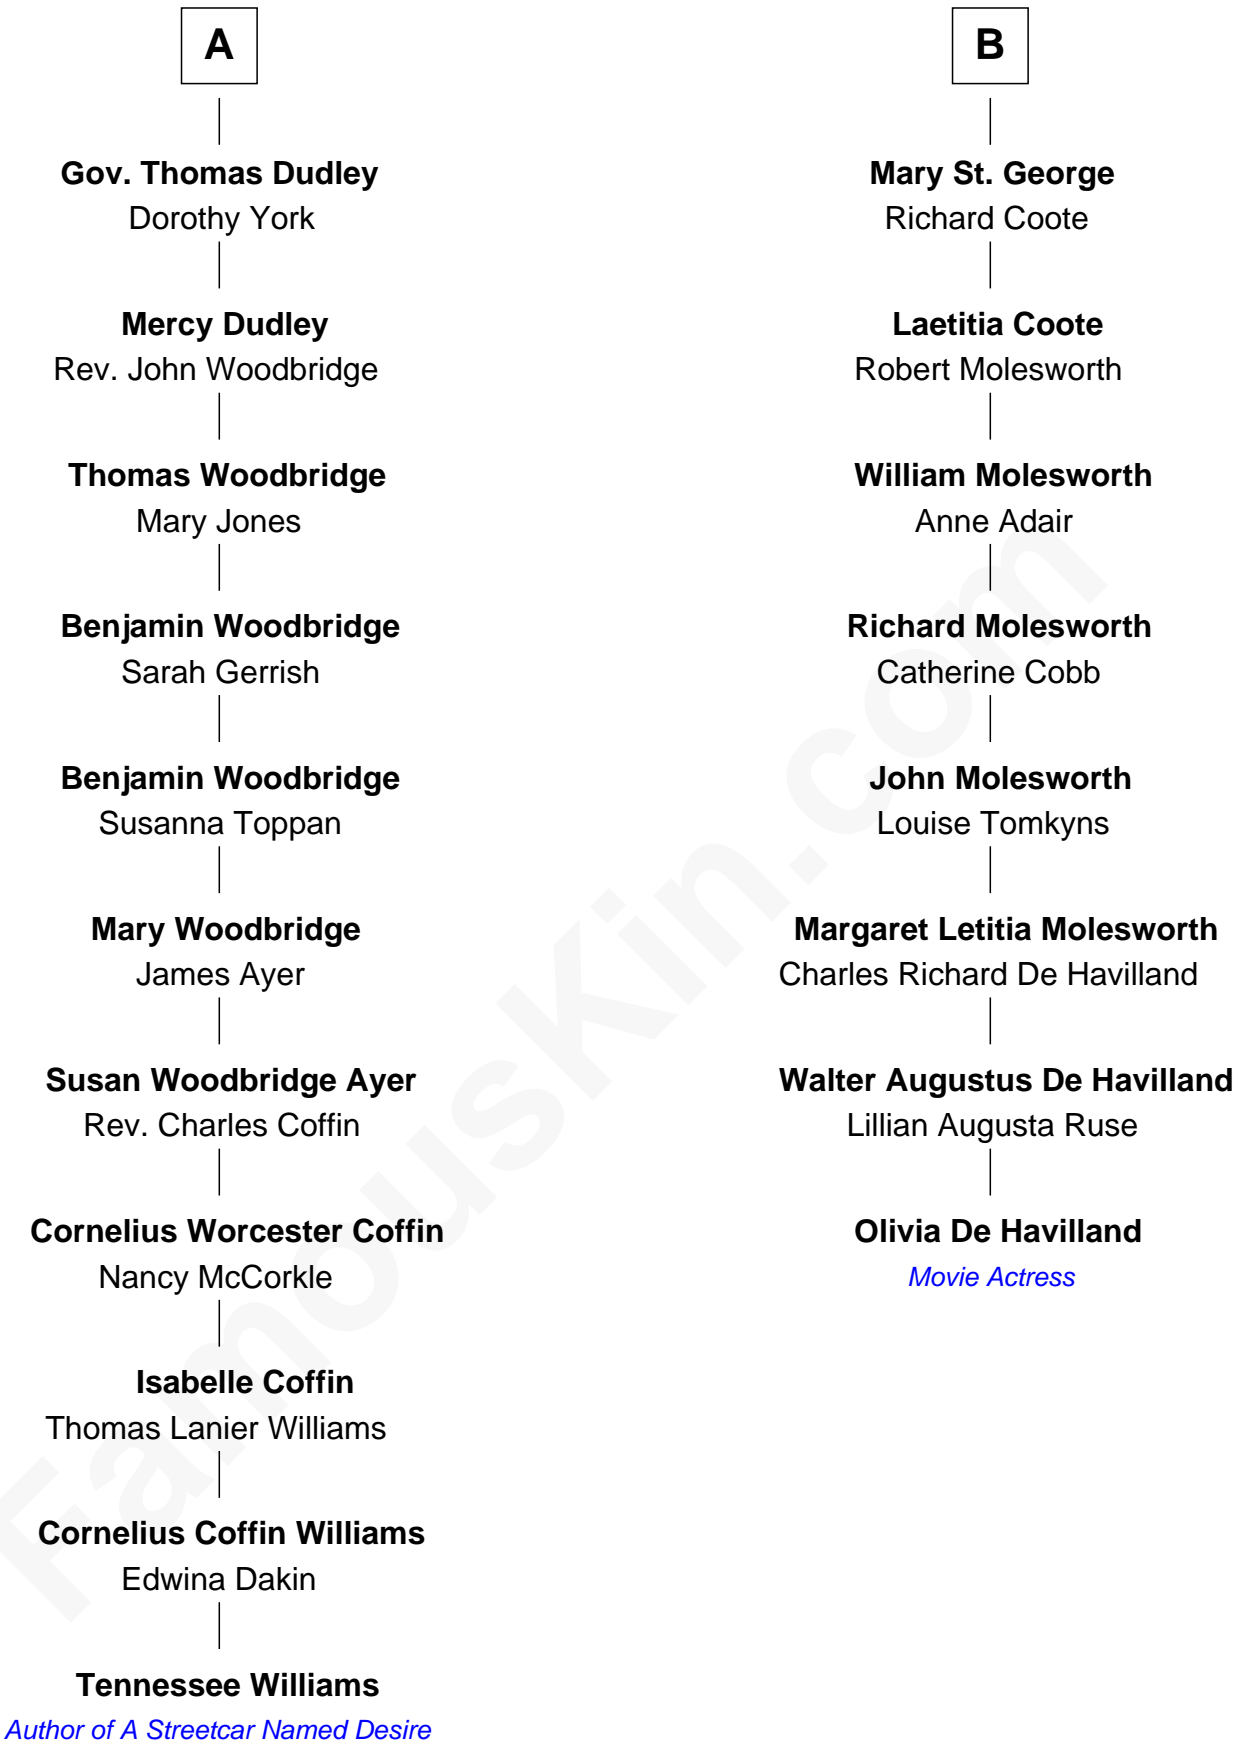 A
Gov. Thomas Dudley
Dorothy York
Mercy Dudley
Rev. John Woodbridge
Thomas Woodbridge
Mary Jones
Benjamin Woodbridge
Sarah Gerrish
Benjamin Woodbridge
Susanna Toppan
Mary Woodbridge
James Ayer
Susan Woodbridge Ayer
Rev. Charles Coffin
Cornelius Worcester Coffin
Nancy McCorkle
Isabelle Coffin
Thomas Lanier Williams
Cornelius Coffin Williams
Edwina Dakin
Tennessee Williams
Author of A Streetcar Named Desire
B
Mary St. George
Richard Coote
Laetitia Coote
Robert Molesworth
William Molesworth
Anne Adair
Richard Molesworth
Catherine Cobb
John Molesworth
Louise Tomkyns
Margaret Letitia Molesworth
Charles Richard De Havilland
Walter Augustus De Havilland
Lillian Augusta Ruse
Olivia De Havilland
Movie Actress
FamousKin.com